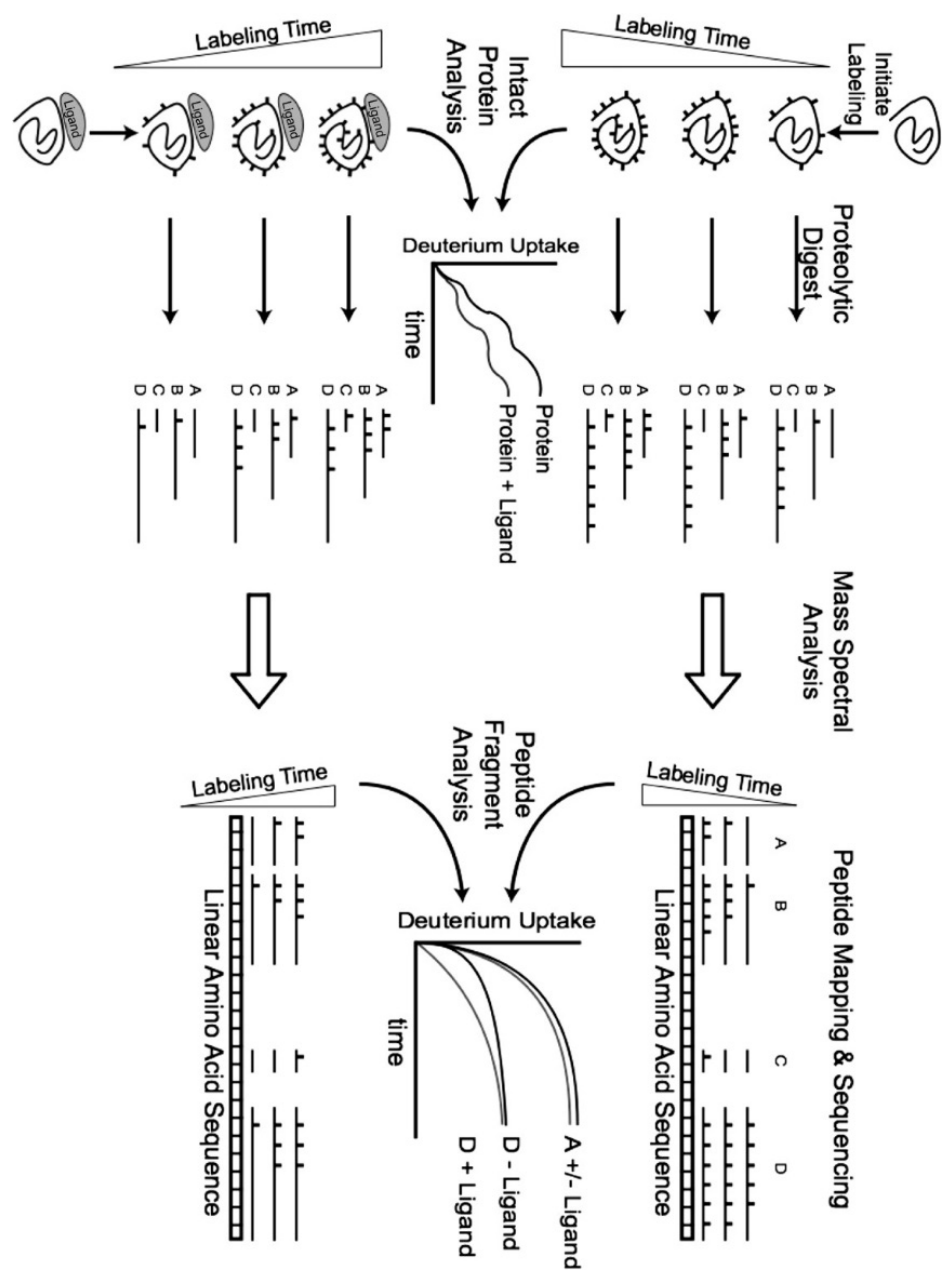 Initiate
Labeling
Labeling Time
Proteolytic
Digest
A
B
C
D
A
B
C
D
A
B
C
D
Mass Spectral
Analysis
Labeling Time
Peptide Mapping & Sequencing
A
B
C
D
Linear Amino Acid Sequence
Intact
Protein
Analysis
Deuterium Uptake
time
Protein
Protein + Ligand
Peptide
Fragment
Analysis
Deuterium Uptake
time
A +/- Ligand
D - Ligand
D + Ligand
Labeling Time
Ligand
Ligand
Ligand
Ligand
A
B
C
D
A
B
C
D
A
B
C
D
Labeling Time
Linear Amino Acid Sequence